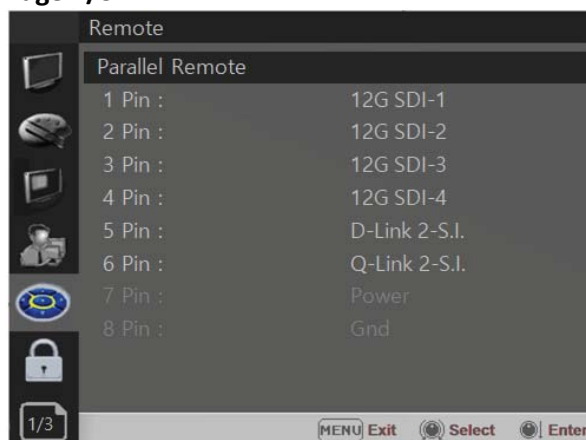 Remote
Parallel Remote
1 Pin : 12G SDI-1
2 Pin : 12G SDI-2
3 Pin : 12G SDI-3
4 Pin : 12G SDI-4
5 Pin : D-Link 2-S.I.
6 Pin : Q-Link 2-S.I.
7 Pin : Power
8 Pin : Gnd
1/3 MENU Exit Select Enter